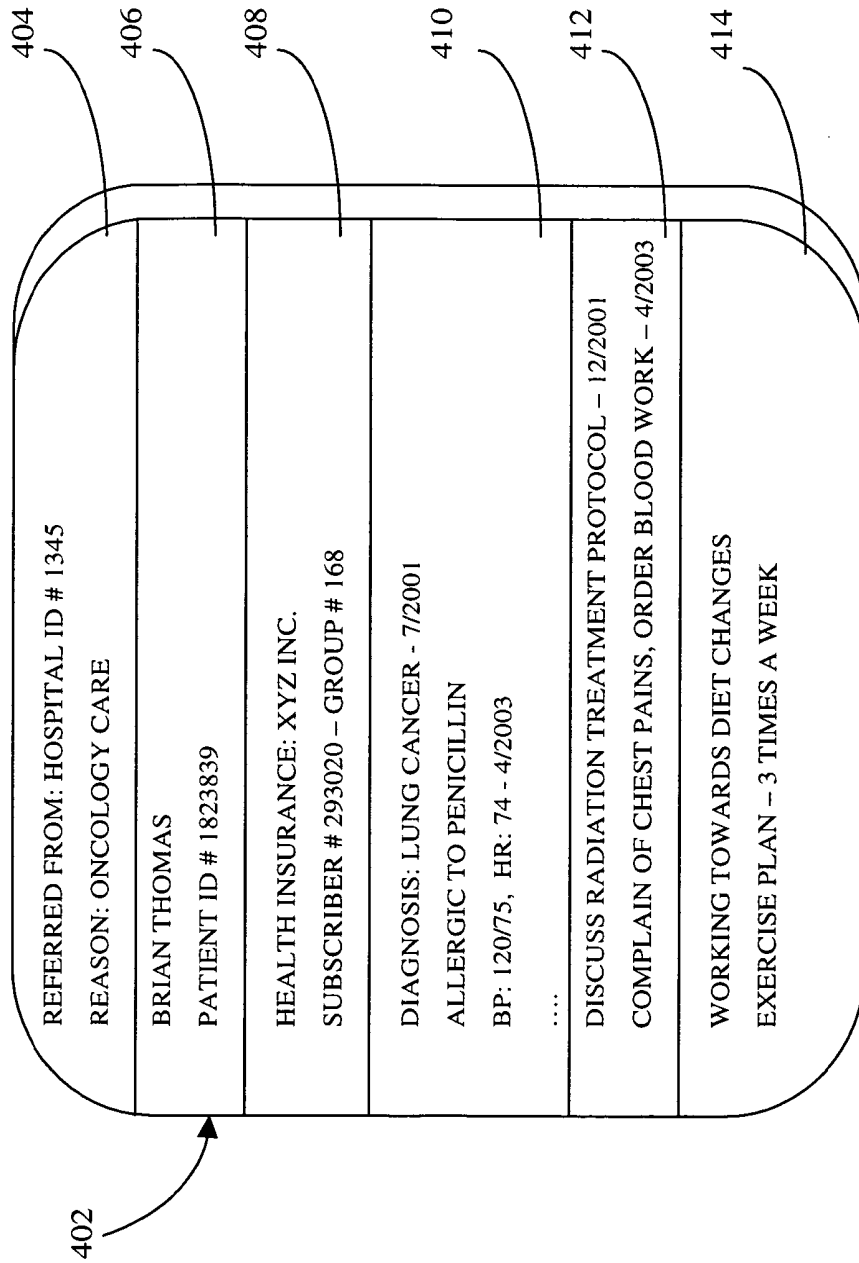 REFERRED FROM: HOSPITAL ID # 1345
REASON: ONCOLOGY CARE
404
BRIAN THOMAS
PATIENT ID # 1823839
406
HEALTH INSURANCE: XYZ INC.
SUBSCRIBER # 293020 – GROUP # 168
408
DIAGNOSIS: LUNG CANCER - 7/2001
ALLERGIC TO PENICILLIN
BP: 120/75, HR: 74 - 4/2003
....
410
DISCUSS RADIATION TREATMENT PROTOCOL – 12/2001
COMPLAIN OF CHEST PAINS, ORDER BLOOD WORK – 4/2003
412
WORKING TOWARDS DIET CHANGES
EXERCISE PLAN – 3 TIMES A WEEK
414
402